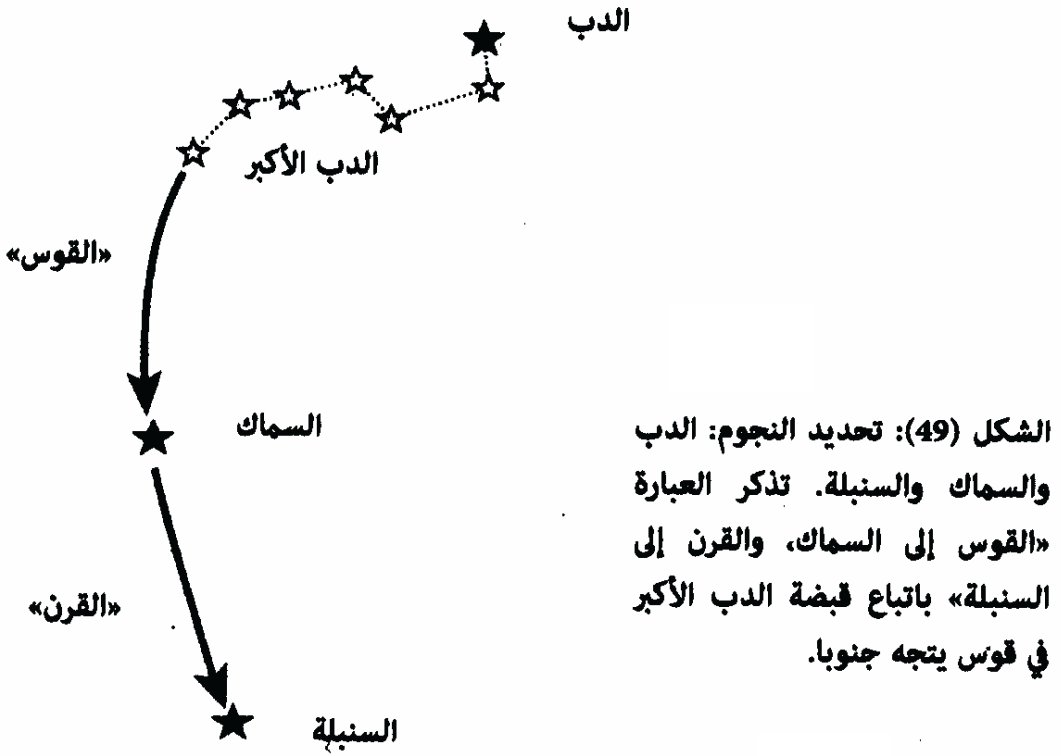 الدب
الدب الأكبر
«القوس»
السماك
«القرن»
السنبلة
الشكل (49): تحديد النجوم: الدب
والسماك والسنبلة. تذكر العبارة
«القوس إلى السماك، والقرن إلى
السنبلة» باتباع قبضة الدب الأكبر
في قوس يتجه جنوبا.